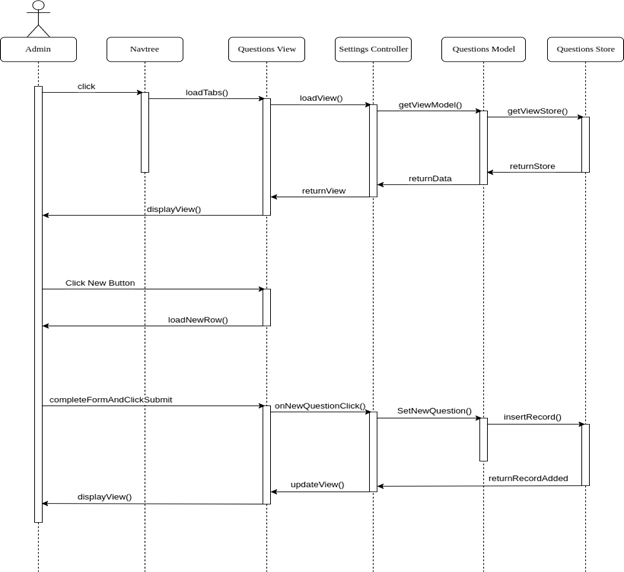 Admin
Navtree
Questions View
Settings Controller
Questions Model
Questions Store
click
loadTabs()
loadView()
getViewModel()
getViewStore()
returnStore
returnData
returnView
displayView()
Click New Button
loadNewRow()
completeFormAndClickSubmit
onNewQuestionClick()
SetNewQuestion()
insertRecord()
returnRecordAdded
updateView()
displayView()